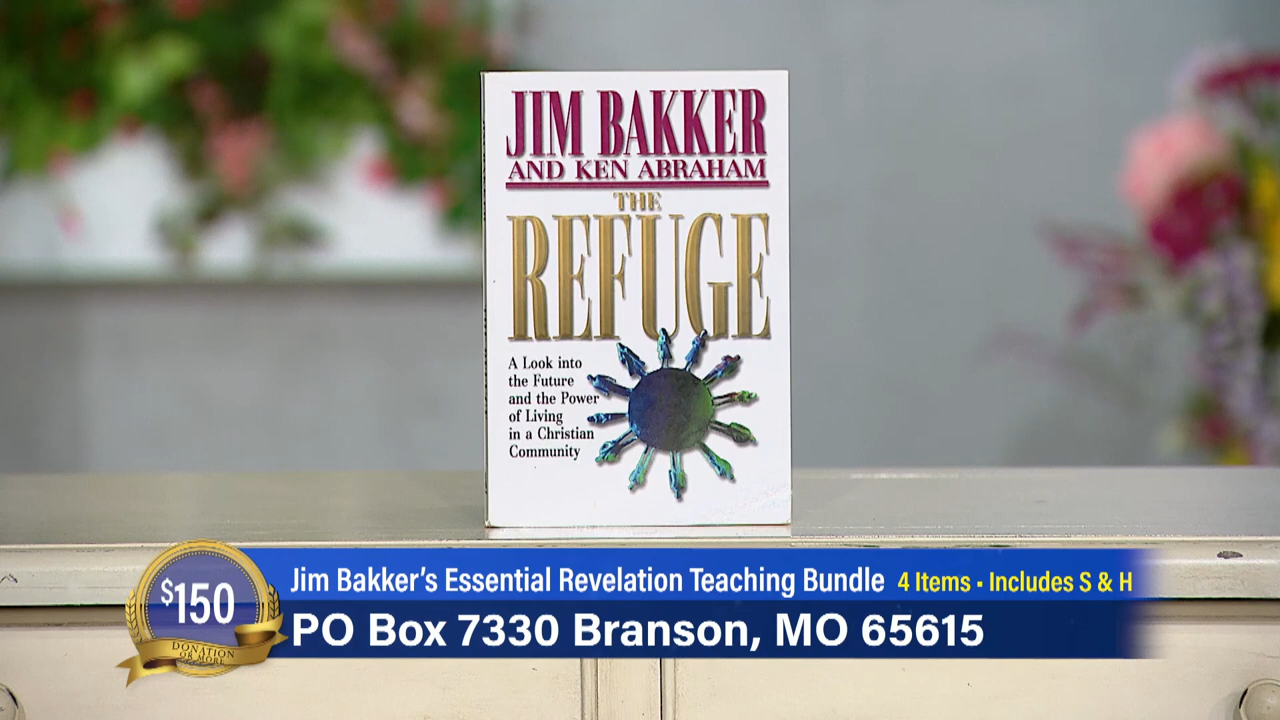 JIM BAKKER
AND KEN ABRAHAM
THE
REFUGE
A Look into
the Future
and the Power
of Living
in a Christian
Community
$150
DONATION
OR MORE
Jim Bakker's Essential Revelation Teaching Bundle 4 Items • Includes S & H
PO Box 7330 Branson, MO 65615